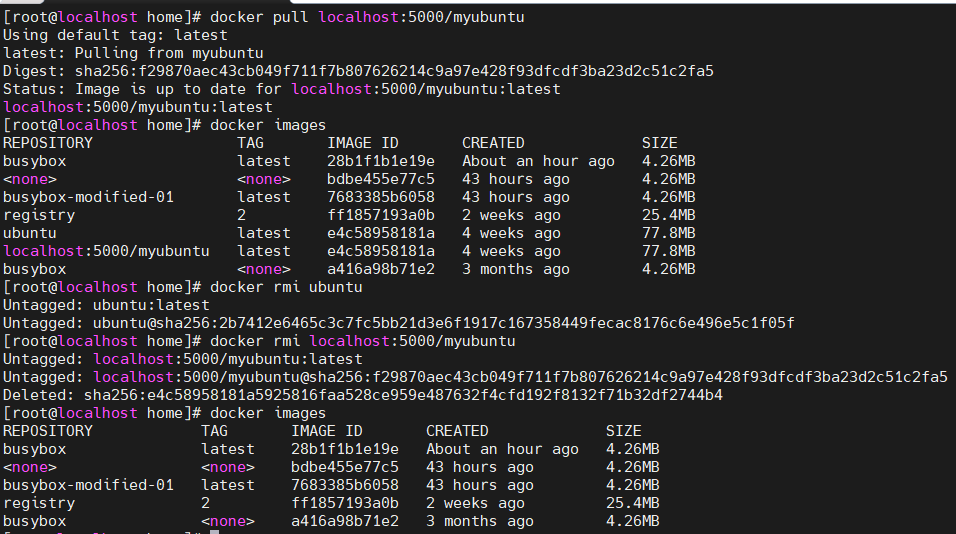 [root@localhost home]# docker pull localhost:5000/myubuntu
Using default tag: latest
latest: Pulling from myubuntu
Digest: sha256:f29870aec43cb049f711f7b807626214c9a97e428f93dfcdf3ba23d2c51c2fa5
Status: Image is up to date for localhost:5000/myubuntu:latest
localhost:5000/myubuntu:latest
[root@localhost home]# docker images
REPOSITORY TAG IMAGE ID CREATED SIZE
busybox latest 28b1f1b1e19e About an hour ago 4.26MB
<none> <none> bdbe455e77c5 43 hours ago 4.26MB
busybox-modified-01 latest 7683385b6058 43 hours ago 4.26MB
registry 2 ff1857193a0b 2 weeks ago 25.4MB
ubuntu latest e4c58958181a 4 weeks ago 77.8MB
localhost:5000/myubuntu latest e4c58958181a 4 weeks ago 77.8MB
busybox <none> a416a98b71e2 3 months ago 4.26MB
[root@localhost home]# docker rmi ubuntu
Untagged: ubuntu:latest
Untagged: ubuntu@sha256:2b7412e6465c3c7fc5bb21d3e6f1917c167358449fecac8176c6e496e5c1f05f
[root@localhost home]# docker rmi localhost:5000/myubuntu
Untagged: localhost:5000/myubuntu:latest
Untagged: localhost:5000/myubuntu@sha256:f29870aec43cb049f711f7b807626214c9a97e428f93dfcdf3ba23d2c51c2fa5
Deleted: sha256:e4c58958181a5925816faa528ce959e487632f4cfd192f8132f71b32df2744b4
[root@localhost home]# docker images
REPOSITORY TAG IMAGE ID CREATED SIZE
busybox latest 28b1f1b1e19e About an hour ago 4.26MB
<none> <none> bdbe455e77c5 43 hours ago 4.26MB
busybox-modified-01 latest 7683385b6058 43 hours ago 4.26MB
registry 2 ff1857193a0b 2 weeks ago 25.4MB
busybox <none> a416a98b71e2 3 months ago 4.26MB